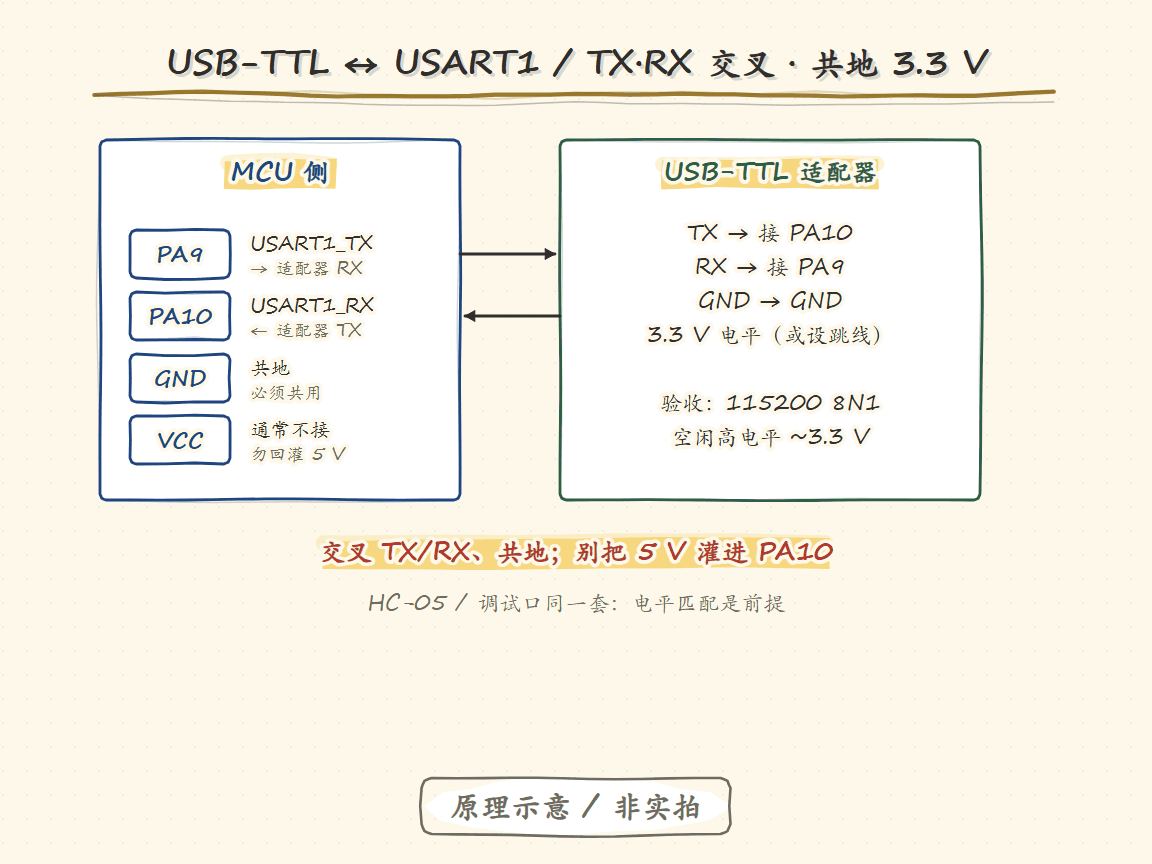 USB-TTL ↔ USART1 / TX·RX 交叉 · 共地 3.3 V
MCU 侧
PA9
USART1_TX
→ 适配器 RX
PA10
USART1_RX
← 适配器 TX
GND
共地
必须共用
VCC
通常不接
勿回灌 5 V
USB-TTL 适配器
TX → 接 PA10
RX → 接 PA9
GND → GND
3.3 V 电平（或设跳线）
验收：115200 8N1
空闲高电平 ~3.3 V
交叉 TX/RX、共地；别把 5 V 灌进 PA10
HC-05 / 调试口同一套：电平匹配是前提
原理示意 / 非实拍